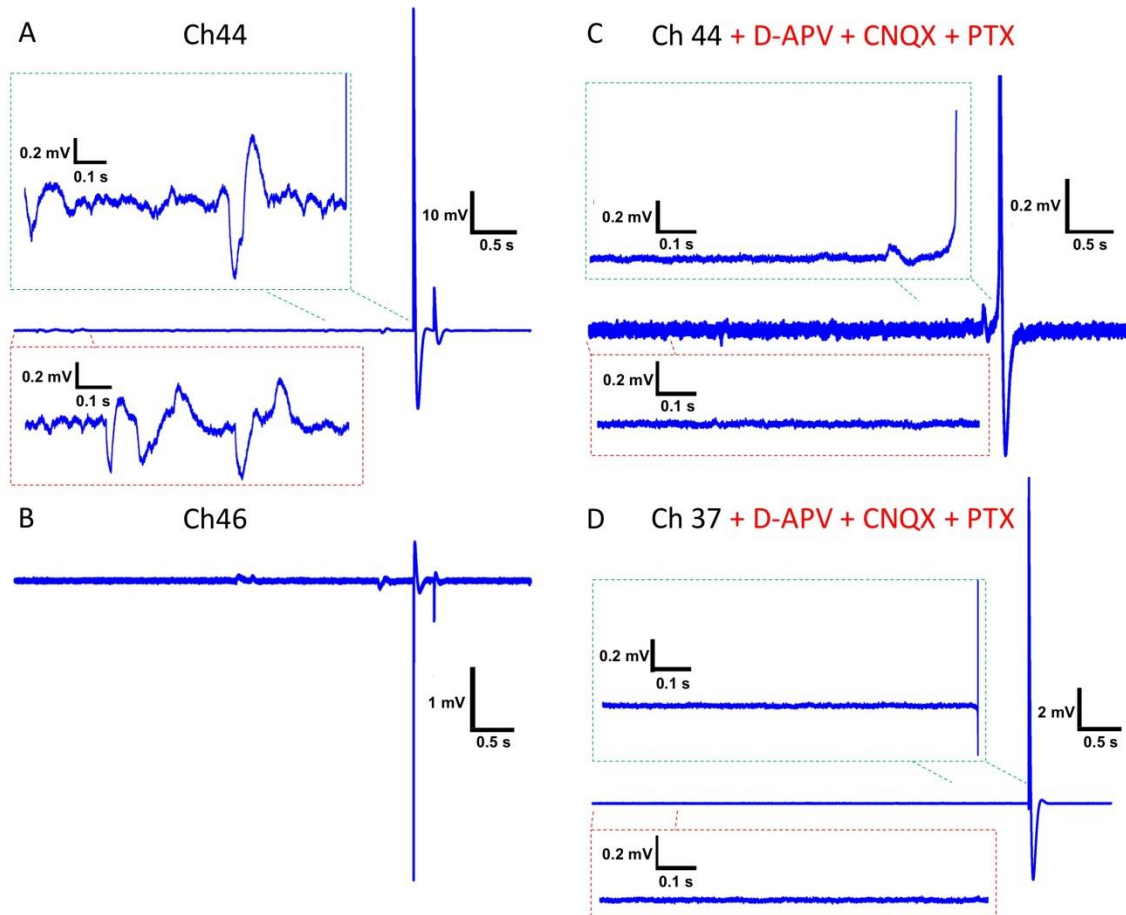 A
Ch44
0.2 mV
0.1 s
10 mV
0.5 s
0.2 mV
0.1 s
B
Ch46
1 mV
0.5 s
C
Ch 44 + D-APV + CNQX + PTX
0.2 mV
0.1 s
0.2 mV
0.5 s
0.2 mV
0.1 s
D
Ch 37 + D-APV + CNQX + PTX
0.2 mV
0.1 s
2 mV
0.5 s
0.2 mV
0.1 s